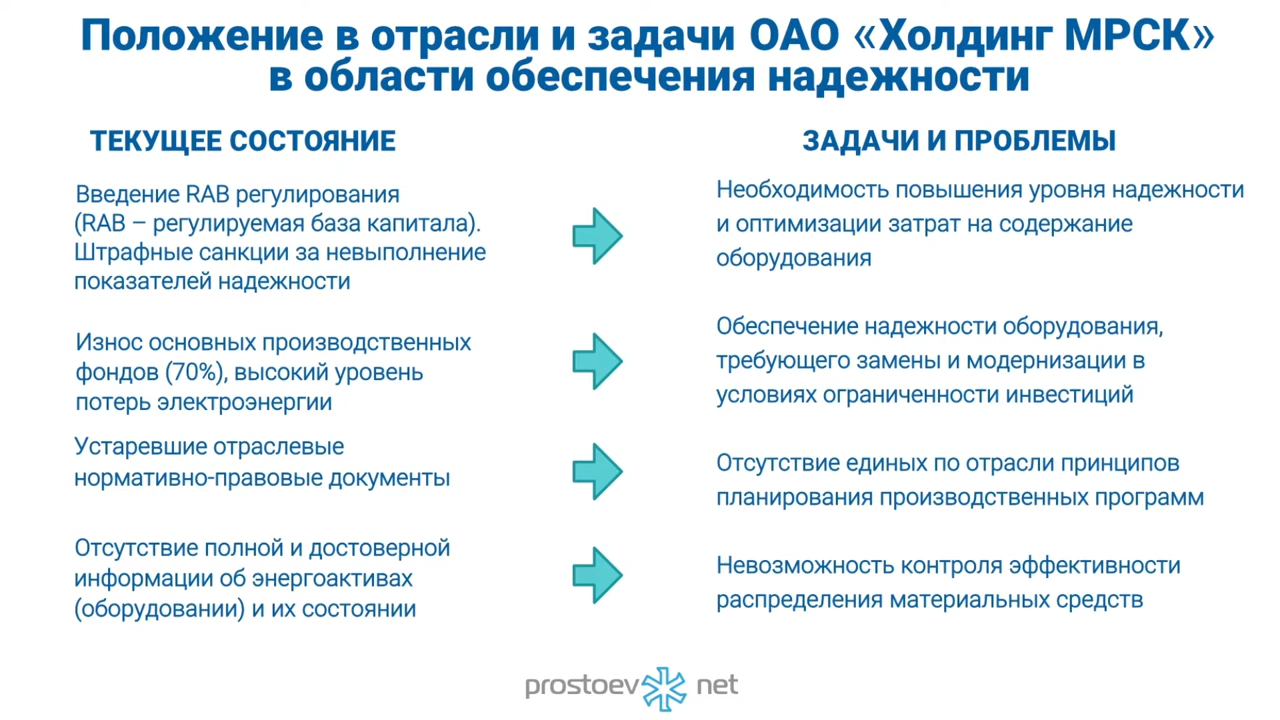 Положение в отрасли и задачи ОАО «Холдинг МРСК»
в области обеспечения надежности
ТЕКУЩЕЕ СОСТОЯНИЕ
ЗАДАЧИ И ПРОБЛЕМЫ
Введение RAB регулирования
(RAB – регулируемая база капитала).
Штрафные санкции за невыполнение
показателей надежности
Необходимость повышения уровня надежности
и оптимизации затрат на содержание
оборудования
Износ основных производственных
фондов (70%), высокий уровень
потерь электроэнергии
Обеспечение надежности оборудования,
требующего замены и модернизации в
условиях ограниченности инвестиций
Устаревшие отраслевые
нормативно-правовые документы
Отсутствие единых по отрасли принципов
планирования производственных программ
Отсутствие полной и достоверной
информации об энергоактивах
(оборудовании) и их состоянии
Невозможность контроля эффективности
распределения материальных средств
prostoev net